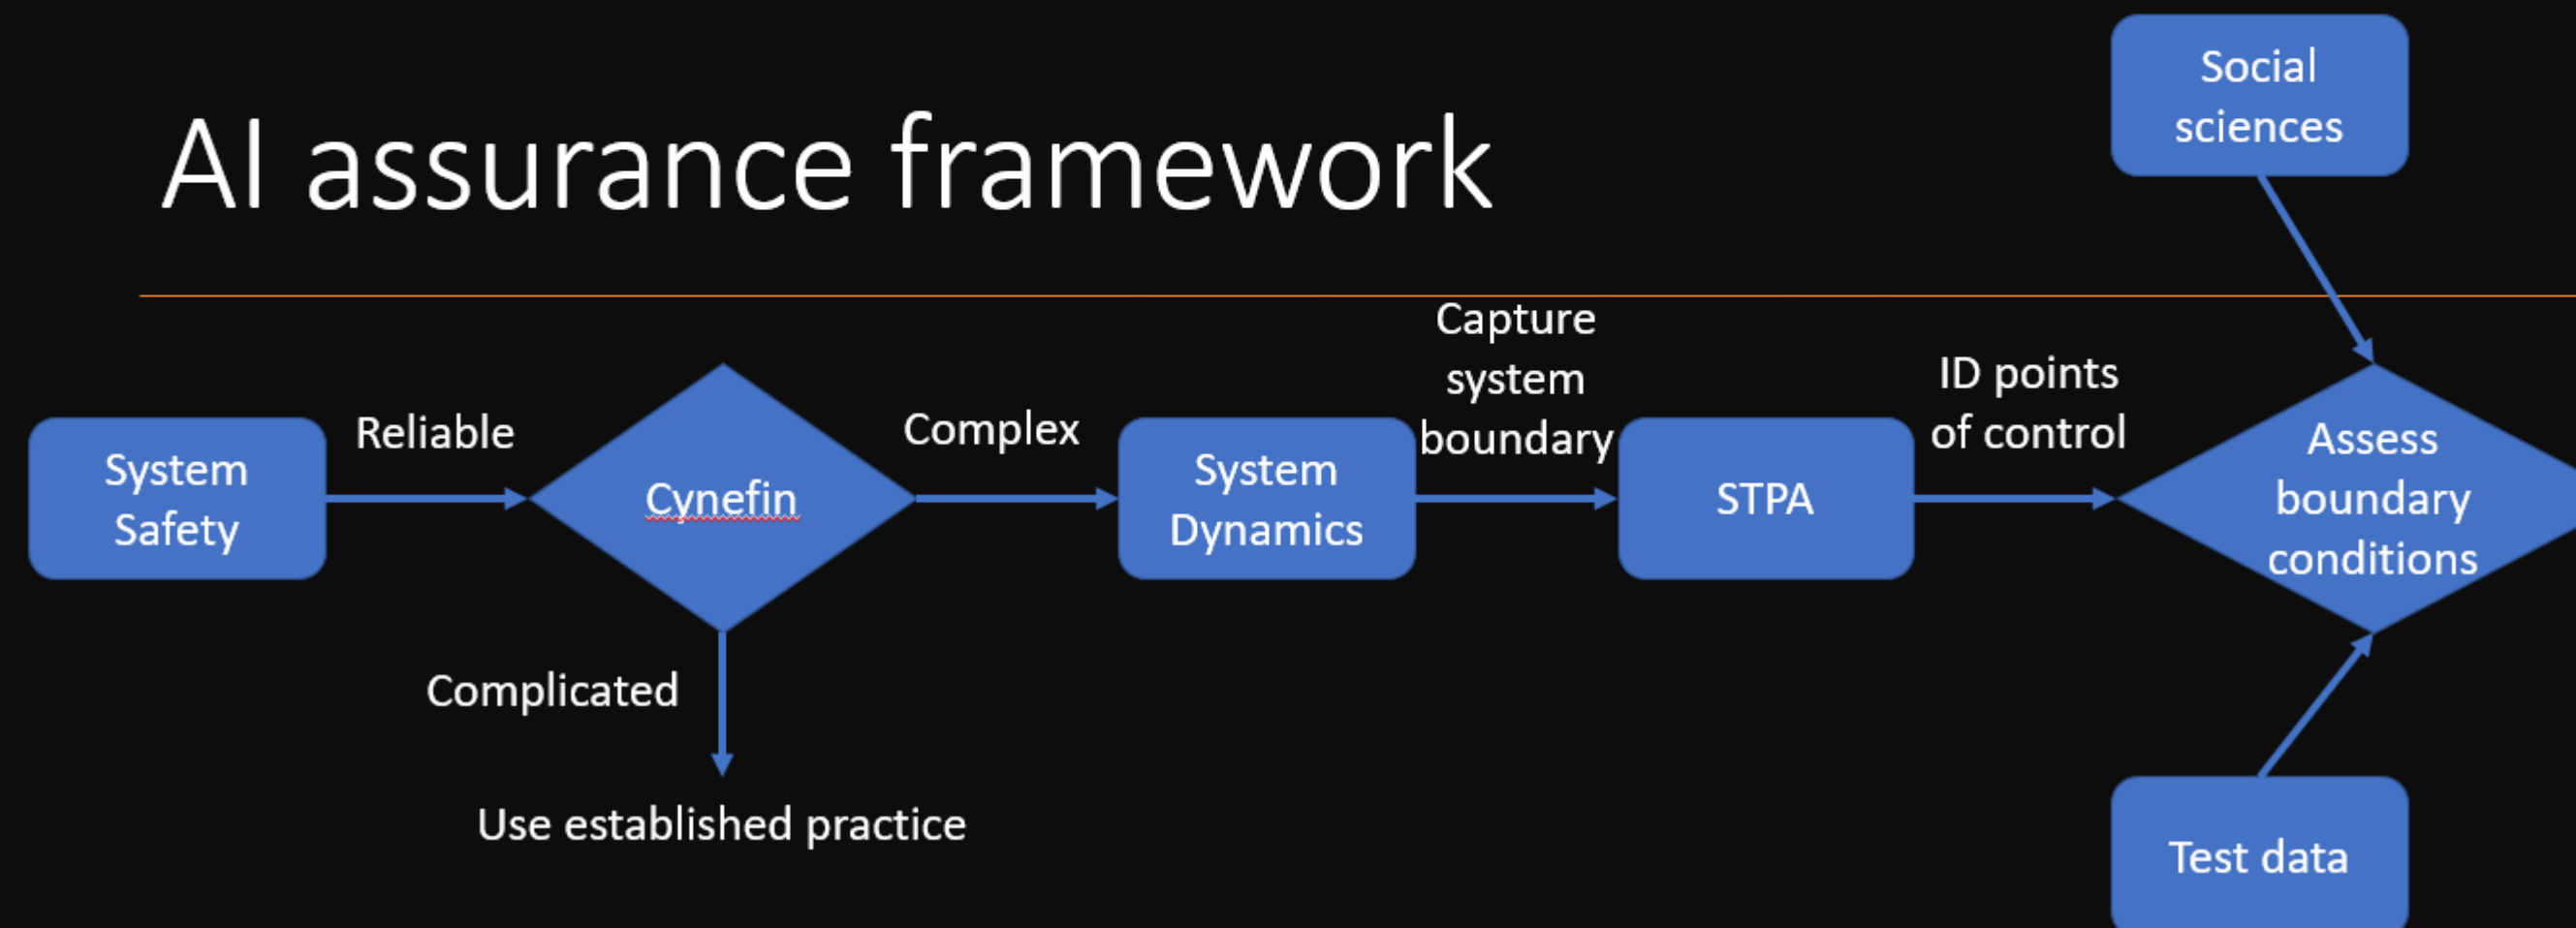 AI assurance framework
Social
sciences
Capture
system
boundary
ID points
of control
Reliable
Complex
System
Safety
Cynefin
System
Dynamics
STPA
Assess
boundary
conditions
Complicated
Use established practice
Test data